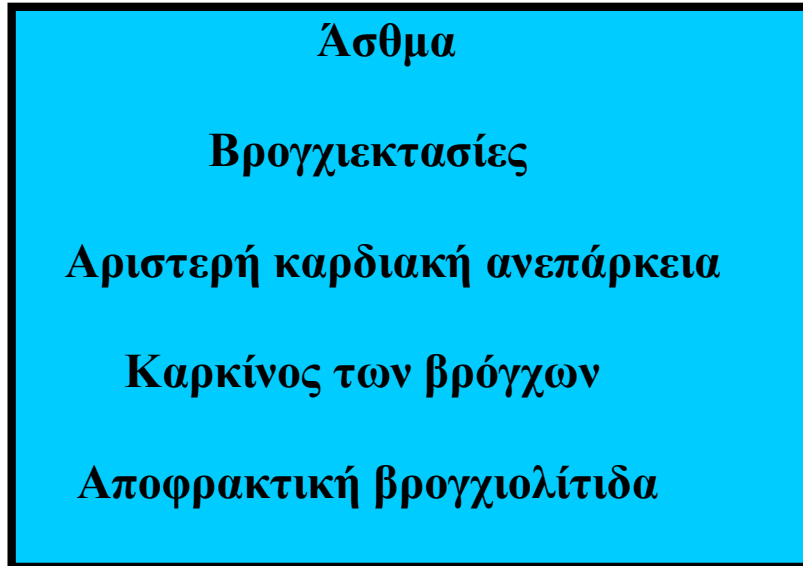 Άσθμα
Βρογχιεκτασίες
Αριστερή καρδιακή ανεπάρκεια
Καρκίνος των βρόγχων
Αποφρακτική βρογχιολίτιδα